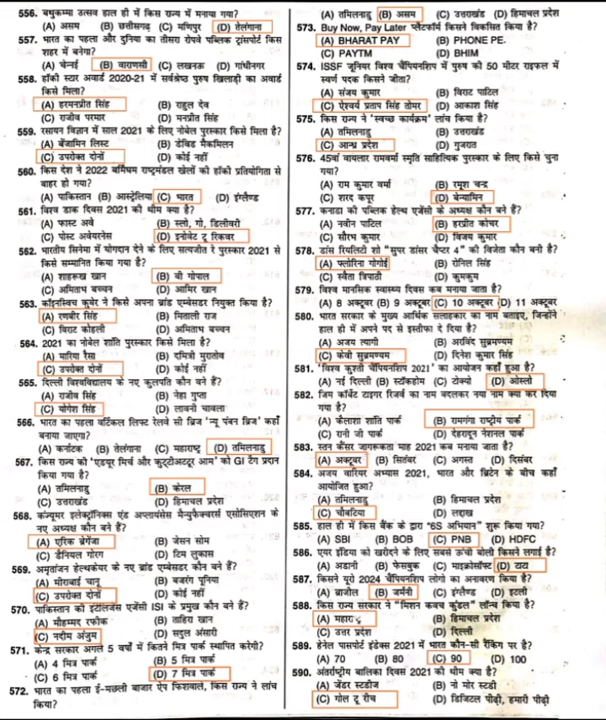 556. बथुकम्मा उत्सव हाल ही में किस राज्य में मनाया गया?
(A) असम (B) छत्तीसगढ़ (C) मणिपुर (D) तेलंगाना
557. भारत का पहला और दुनिया का तीसरा रोपवे पब्लिक ट्रांसपोर्ट किस
शहर में बनेगा?
(A) चेन्नई (B) वाराणसी (C) लखनऊ (D) गांधीनगर
558. हॉकी स्टार अवार्ड 2020-21 में सर्वश्रेष्ठ पुरुष खिलाड़ी का अवार्ड
किसे मिला?
(A) हरमनप्रीत सिंह (B) राहुल देव
(C) राजीव परमार (D) मनप्रीत सिंह
559. रसायन विज्ञान में साल 2021 के लिए नोबेल पुरस्कार किसे मिला है?
(A) बेंजामिन लिस्ट (B) डेविड मैकमिलन
(C) उपरोक्त दोनों (D) कोई नहीं
560. किस देश ने 2022 बर्मिंघम राष्ट्रमंडल खेलों की हॉकी प्रतियोगिता से
बाहर हो गया?
(A) पाकिस्तान (B) आस्ट्रेलिया (C) भारत (D) इंग्लैण्ड
561. विश्व डाक दिवस 2021 की थीम क्या है?
(A) फास्ट अवे (B) स्लो, गो, डिलीवरी
(C) पोस्ट अवेयरनेस (D) इनोवेट टू रिकवर
562. भारतीय सिनेमा में योगदान देने के लिए सत्यजीत रे पुरस्कार 2021 से
किसे सम्मानित किया गया है?
(A) शाहरूख खान (B) बी गोपाल
(C) अमिताभ बच्चन (D) आमिर खान
563. कॉइनस्विच कुबेर ने किसे अपना ब्रांड एम्बेसडर नियुक्त किया है?
(A) रणबीर सिंह (B) मिताली राज
(C) विराट कोहली (D) अमिताभ बच्चन
564. 2021 का नोबेल शांति पुरस्कार किसे मिला है?
(A) मारिया रैसा (B) दमित्री मुरातोव
(C) उपरोक्त दोनों (D) कोई नहीं
565. दिल्ली विश्वविद्यालय के नए कुलपति कौन बने हैं?
(A) राजीव सिंह (B) नेहा गुप्ता
(C) योगेश सिंह (D) लावनी चावला
566. भारत का पहला वर्टिकल लिफ्ट रेलवे सी ब्रिज 'न्यू पंबन ब्रिज' कहाँ
बनाया जाएगा?
(A) कर्नाटक (B) तेलंगाना (C) महाराष्ट्र (D) तमिलनाडु
567. किस राज्य को 'एडयूर मिर्च और कुट्टीअट्टूर आम' को GI टैग प्रदान
किया गया है?
(A) तमिलनाडु (B) केरल
(C) उत्तराखंड (D) हिमाचल प्रदेश
568. कंज्यूमर इलेक्ट्रॉनिक्स एंड अप्लायंसेस मैन्युफैक्चरर्स एसोसिएशन के
नए अध्यक्ष कौन बने हैं?
(A) एरिक ब्रेगेंजा (B) जेसन सोम
(C) डैनियल गोरग (D) टिम लुकास
569. अमृतांजन हेल्थकेयर के नए ब्रांड एम्बेसडर कौन बने हैं?
(A) मीराबाई चानू (B) बजरंग पूनिया
(C) उपरोक्त दोनों (D) कोई नहीं
570. पाकिस्तान की इंटेलिजेंस एजेंसी ISI के प्रमुख कौन बने हैं?
(A) मौहम्मद रफीक (B) ताहिरा खान
(C) नदीम अंजुम (D) सदुल अंसारी
571. केन्द्र सरकार अगले 5 वर्षों में कितने मित्र पार्क स्थापित करेगी?
(A) 4 मित्र पार्क (B) 5 मित्र पार्क
(C) 6 मित्र पार्क (D) 7 मित्र पार्क
572. भारत का पहला ई-मछली बाजार ऐप फिशवाले, किस राज्य ने लांच
किया?
(A) तमिलनाडु (B) असम (C) उत्तराखंड (D) हिमाचल प्रदेश
573. Buy Now, Pay Later प्लेटफॉर्म किसने विकसित किया है?
(A) BHARAT PAY (B) PHONE PE.
(C) PAYTM (D) BHIM
574. ISSF जूनियर विश्व चैंपियनशिप में पुरुष की 50 मीटर राइफल में
स्वर्ण पदक किसने जीता?
(A) संजय कुमार (B) विराट पाटिल
(C) ऐश्वर्य प्रताप सिंह तोमर (D) आकाश सिंह
575. किस राज्य ने 'स्वच्छ कार्यक्रम' लांच किया है?
(A) तमिलनाडु (B) उत्तराखंड
(C) आन्ध्र प्रदेश (D) गुजरात
576. 45वां वायलार रामवर्मा स्मृति साहित्यिक पुरस्कार के लिए किसे चुना
गया?
(A) राम कुमार वर्मा (B) रमूश चन्द्र
(C) शरद कपूर (D) बेन्यामिन
577. कनाडा की पब्लिक हेल्थ एजेंसी के अध्यक्ष कौन बने हैं?
(A) नवीन पाटिल (B) हरप्रीत कोचर
(C) सौरभ कुमार (D) विजय कुमार
578. डांस रियलिटी शो "सुपर डांसर चैप्टर 4" की विजेता कौन बनी है?
(A) फ्लोरिना गोगोई (B) रोनित सिंह
(C) स्वैता त्रिपाठी (D) कुमकुम
579. विश्व मानसिक स्वास्थ्य दिवस कब मनाया जाता है?
(A) 8 अक्टूबर (B) 9 अक्टूबर (C) 10 अक्टूबर (D) 11 अक्टूबर
580. भारत सरकार के मुख्य आर्थिक सलाहकार का नाम बताइए, जिन्होंने
हाल ही में अपने पद से इस्तीफा दे दिया है?
(A) अजय त्यागी (B) अरविंद सुब्रमण्यम
(C) केवी सुब्रमण्यम (D) दिनेश कुमार सिंह
581. 'विश्व कुश्ती चैंपियनशिप 2021' का आयोजन कहाँ हुआ है?
(A) नई दिल्ली (B) स्टॉकहोम (C) टोक्यो (D) ओस्लो
582. जिम कॉर्बेट टाइगर रिजर्व का नाम बदलकर नया नाम क्या कर दिया
गया है?
(A) कैलाशा शांति पार्क (B) रामगंगा राष्ट्रीय पार्क
(C) रानी जी पार्क (D) देहरादून नेशनल पार्क
583. स्तन कैंसर जागरूकता माह 2021 कब मनाया जाता है?
(A) अक्टूबर (B) सितंबर (C) अगस्त (D) दिसंबर
584. अजय वारियर अभ्यास 2021, भारत और ब्रिटेन के बीच कहाँ
आयोजित हुआ?
(A) तमिलनाडु (B) हिमाचल प्रदेश
(C) चौबटिया (D) लद्दाख
585. हाल ही में किस बैंक के द्वारा "6S अभियान" शुरू किया गया?
(A) SBI (B) BOB (C) PNB (D) HDFC
586. एयर इंडिया को खरीदने के लिए सबसे ऊंची बोली किसने लगाई है?
(A) अडानी (B) फेसबुक (C) माइक्रोसॉफ्ट (D) टाटा
587. किसने यूरो 2024 चैंपियनशिप लोगो का अनावरण किया है?
(A) ब्राजील (B) जर्मनी (C) इंग्लैण्ड (D) इटली
588. किस राज्य सरकार ने "मिशन कवच कुंडल" लॉन्च किया है?
(A) महाराष्ट्र (B) हिमाचल प्रदेश
(C) उत्तर प्रदेश (D) दिल्ली
589. हेनले पासपोर्ट इंडेक्स 2021 में भारत कौन-सी रैंकिंग पर है?
(A) 70 (B) 80 (C) 90 (D) 100
590. अंतर्राष्ट्रीय बालिका दिवस 2021 की थीम क्या है?
(A) जेंडर स्टडीज (B) नो मोर स्टडी
(C) गोल टू रीच (D) डिजिटल पीढ़ी, हमारी पीढ़ी